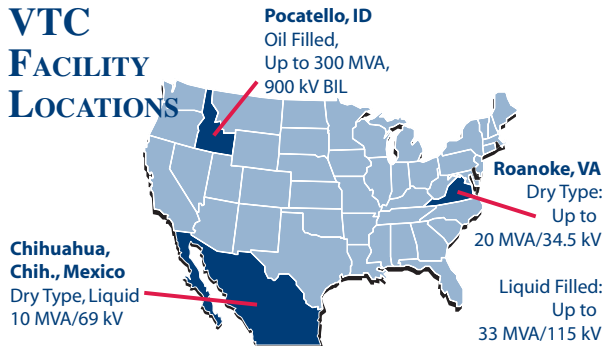 VTC
FACILITY
LOCATIONS
Pocatello, ID
Oil Filled,
Up to 300 MVA,
900 kV BIL
Roanoke, VA
Dry Type:
Up to
20 MVA/34.5 kV
Liquid Filled:
Up to
33 MVA/115 kV
Chihuahua,
Chih., Mexico
Dry Type, Liquid
10 MVA/69 kV